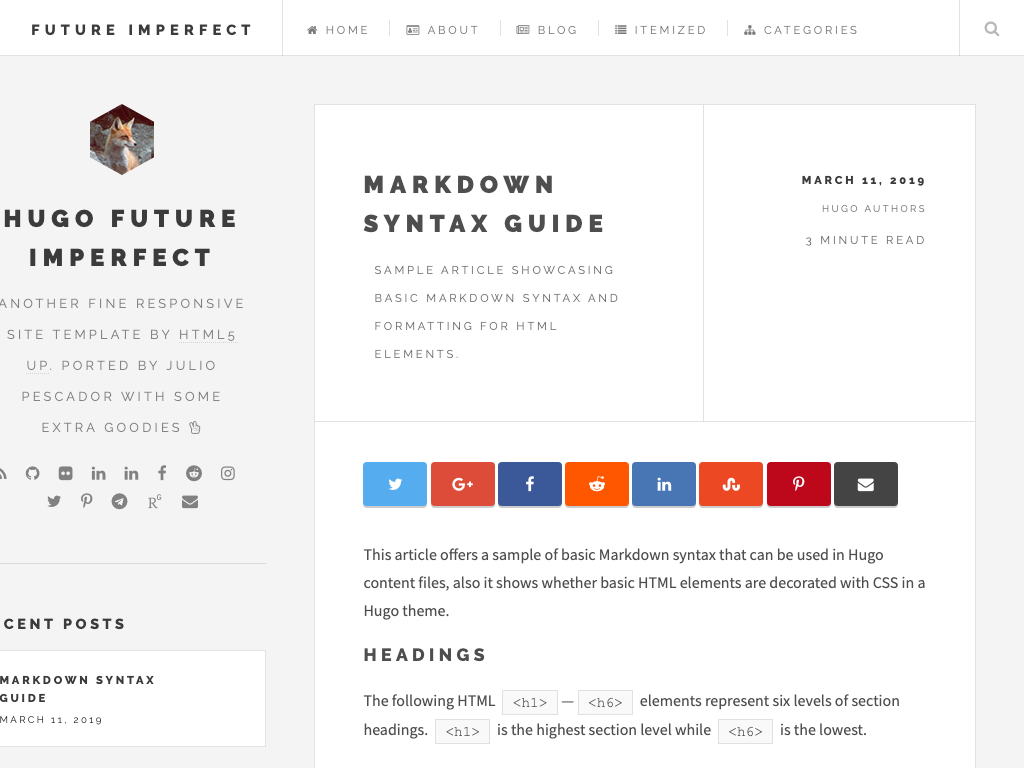 FUTURE IMPERFECT
HOME
ABOUT
BLOG
ITEMIZED
CATEGORIES
HUGO FUTURE
IMPERFECT
ANOTHER FINE RESPONSIVE
SITE TEMPLATE BY HTML5
UP. PORTED BY JULIO
PESCADOR WITH SOME
EXTRA GOODIES
CENT POSTS
MARKDOWN SYNTAX
GUIDE
MARCH 11, 2019
MARKDOWN
SYNTAX GUIDE
SAMPLE ARTICLE SHOWCASING
BASIC MARKDOWN SYNTAX AND
FORMATTING FOR HTML
ELEMENTS.
MARCH 11, 2019
HUGO AUTHORS
3 MINUTE READ
This article offers a sample of basic Markdown syntax that can be used in Hugo
content files, also it shows whether basic HTML elements are decorated with CSS in a
Hugo theme.
HEADINGS
The following HTML <h1> — <h6> elements represent six levels of section
headings. <h1> is the highest section level while <h6> is the lowest.